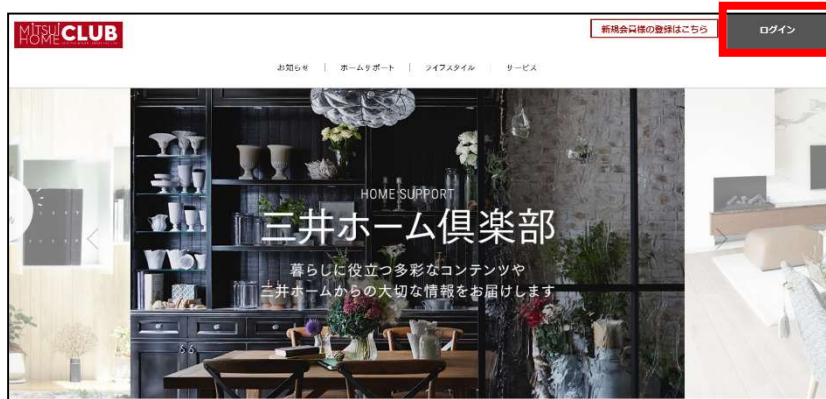 MITSUI HOME CLUB
新規会員様の登録はこちら
ログイン
お知らせ | ホームサポート | ライフスタイル | サービス
HOME SUPPORT
三井ホーム倶楽部
暮らしに役立つ多彩なコンテンツや
三井ホームからの大切な情報をお届けします